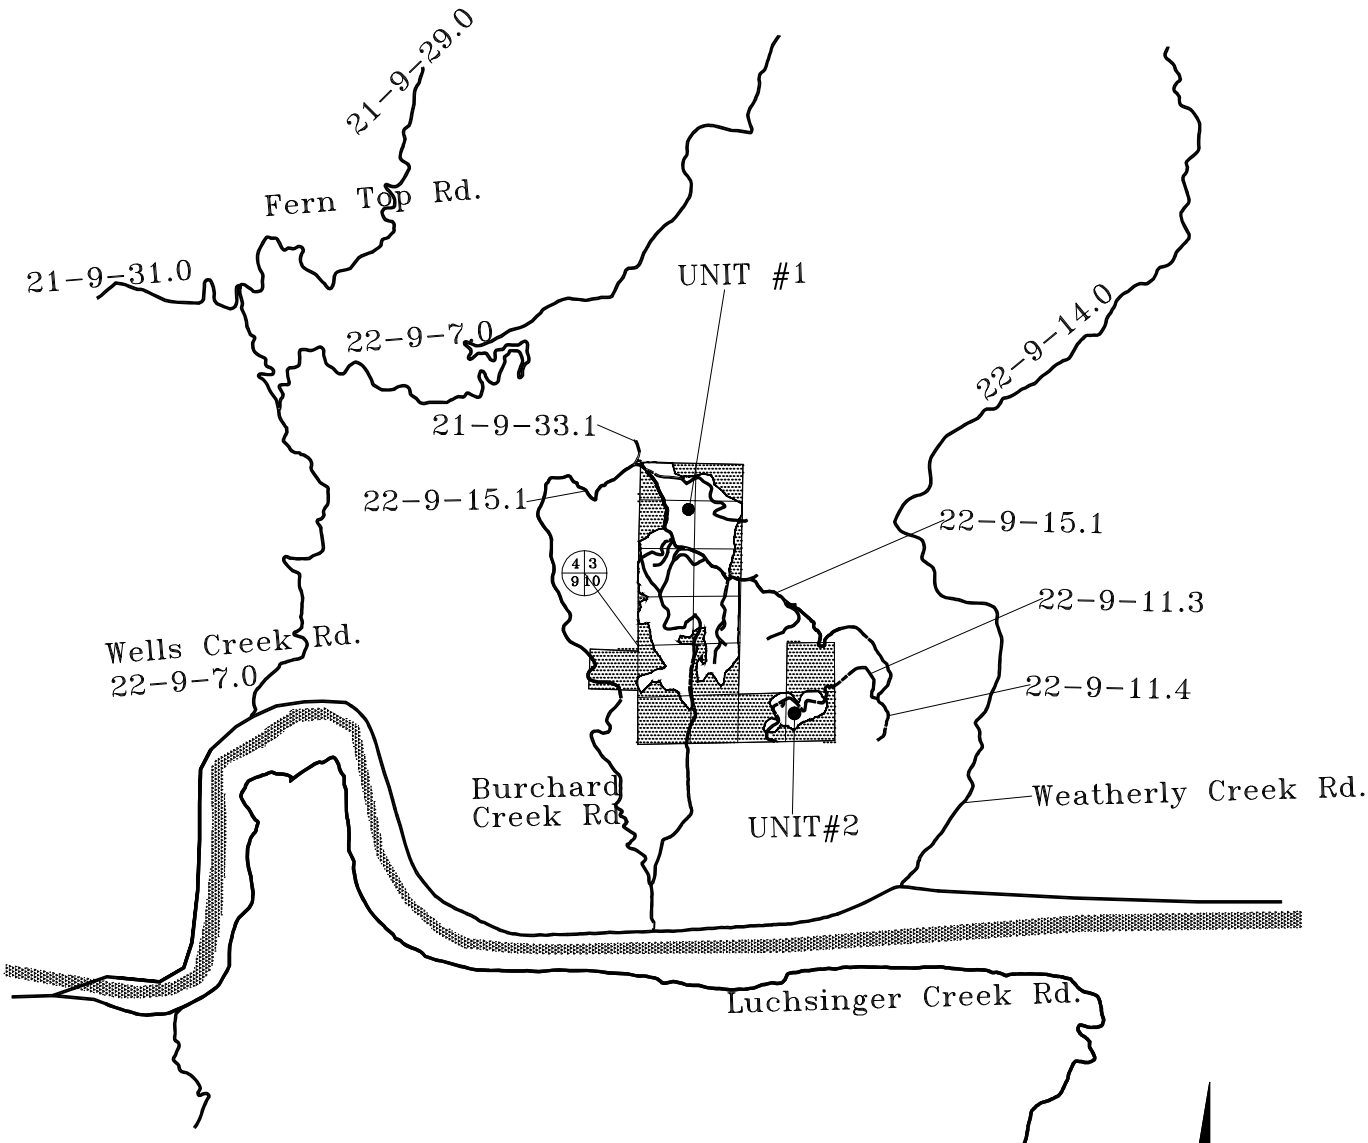 21-9-29.0
Fern Top Rd.
21-9-31.0
UNIT #1
22-9-14.0
22-9-7.0
21-9-33.1
22-9-15.1
22-9-15.1
4 3
9 10
22-9-11.3
Wells Creek Rd.
22-9-7.0
22-9-11.4
Burchard
Creek Rd
Weatherly Creek Rd.
UNIT#2
Luchsinger Creek Rd.